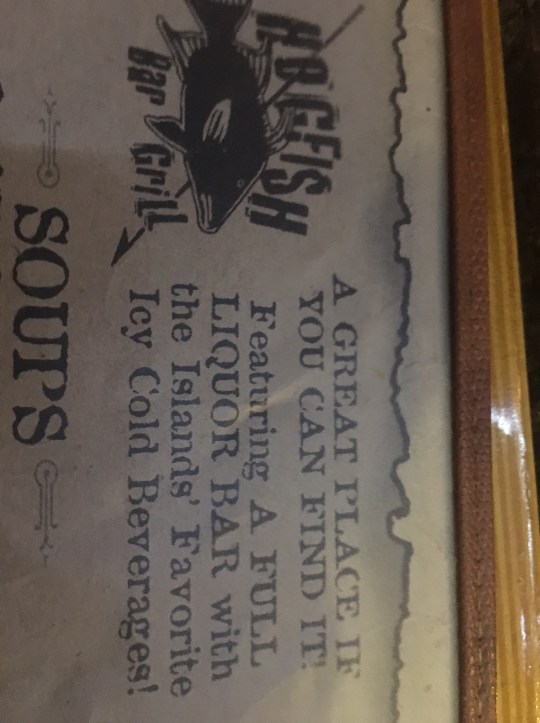 HOGFISH
Bar Grill
A GREAT PLACE IF
YOU CAN FIND IT!
Featuring A FULL
LIQUOR BAR with
the Islands' Favorite
Icy Cold Beverages!
SOUPS